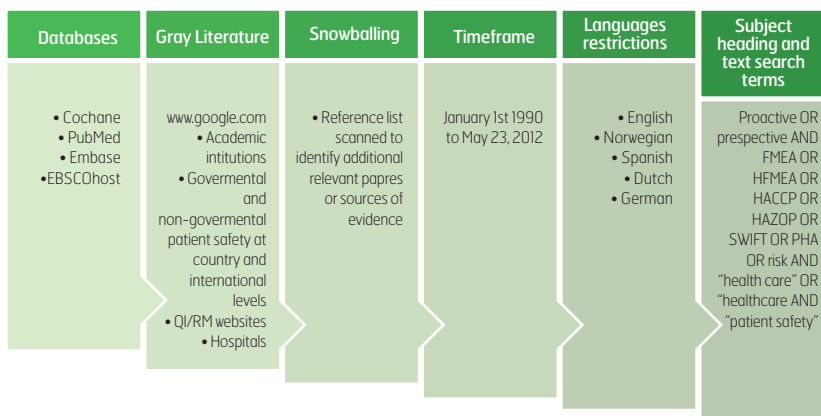 Databases
• Cochane
• PubMed
• Embase
•EBSCOhost
Gray Literature
www.google.com
• Academic
intitutions
• Govermental
and
non-govermental
patient safety at
country and
international
levels
• QI/RM websites
• Hospitals
Snowballing
• Reference list
scanned to
identify additional
relevant papres
or sources of
evidence
Timeframe
January 1st 1990
to May 23, 2012
Languages
restrictions
• English
• Norwegian
• Spanish
• Dutch
• German
Subject
heading and
text search
terms
Proactive OR
prespective AND
FMEA OR
HFMEA OR
HACCP OR
HAZOP OR
SWIFT OR PHA
OR risk AND
“health care” OR
“healthcare AND
”patient safety”